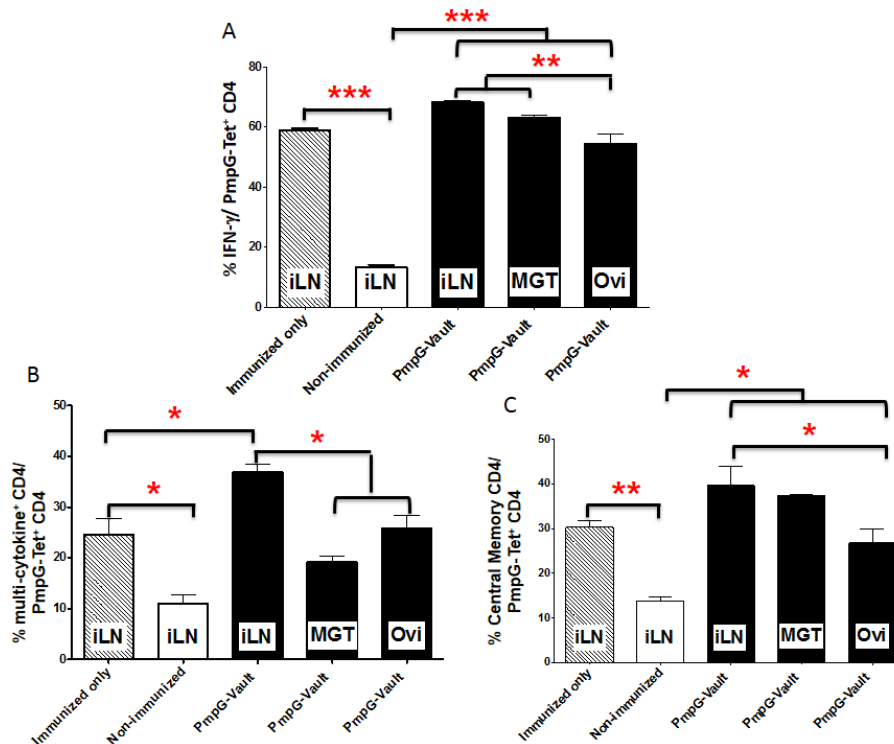 A
***
***
**
% IFN-γ/ PmpG-Tet⁺ CD4
80
60
40
20
0
iLN
iLN
iLN
MGT
Ovi
Immunized only
Non-immunized
PmpG-Vault
PmpG-Vault
PmpG-Vault
B
*
*
*
% multi-cytokine⁺ CD4/
PmpG-Tet⁺ CD4
50
40
30
20
10
0
iLN
iLN
iLN
MGT
Ovi
Immunized only
Non-immunized
PmpG-Vault
PmpG-Vault
PmpG-Vault
C
*
*
**
% Central Memory CD4/
PmpG-Tet⁺ CD4
50
40
30
20
10
0
iLN
iLN
iLN
MGT
Ovi
Immunized only
Non-immunized
PmpG-Vault
PmpG-Vault
PmpG-Vault